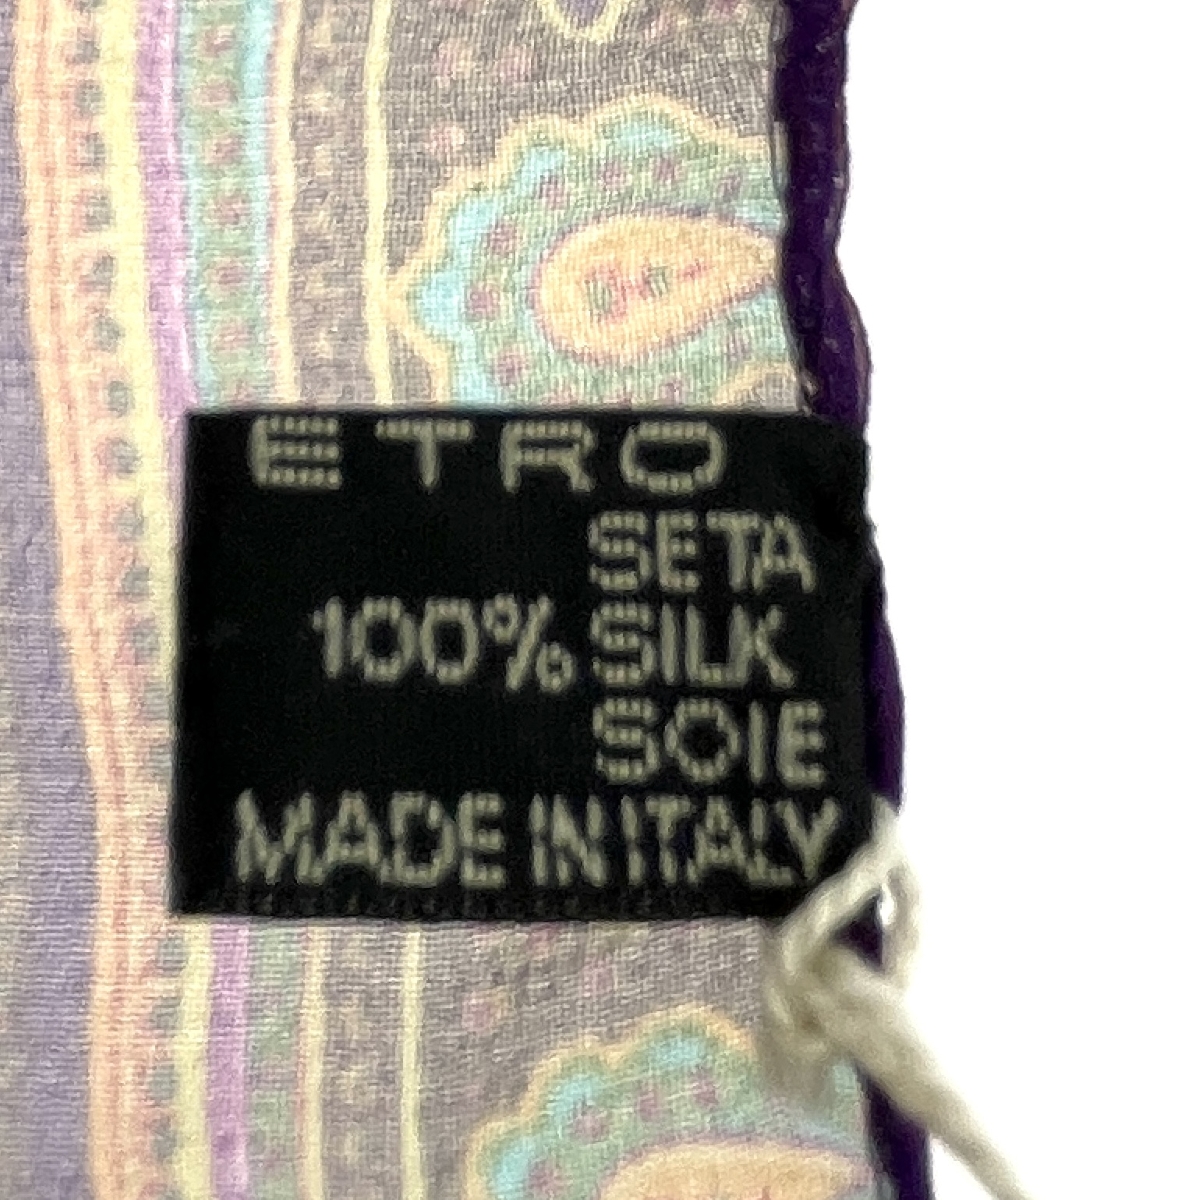 ETRO
SETA
100% SILK
SOIE
MADE IN ITALY